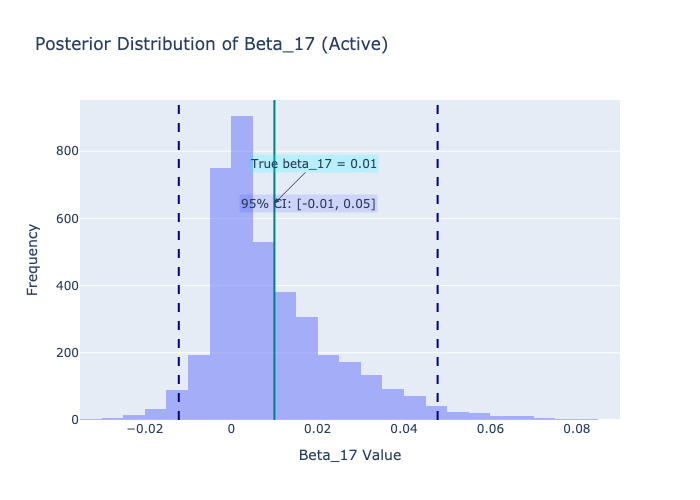 Posterior Distribution of Beta_17 (Active)
800
600
400
200
0
Frequency
True beta_17 = 0.01
95% CI: [-0.01, 0.05]
−0.02
0
0.02
0.04
0.06
0.08
Beta_17 Value